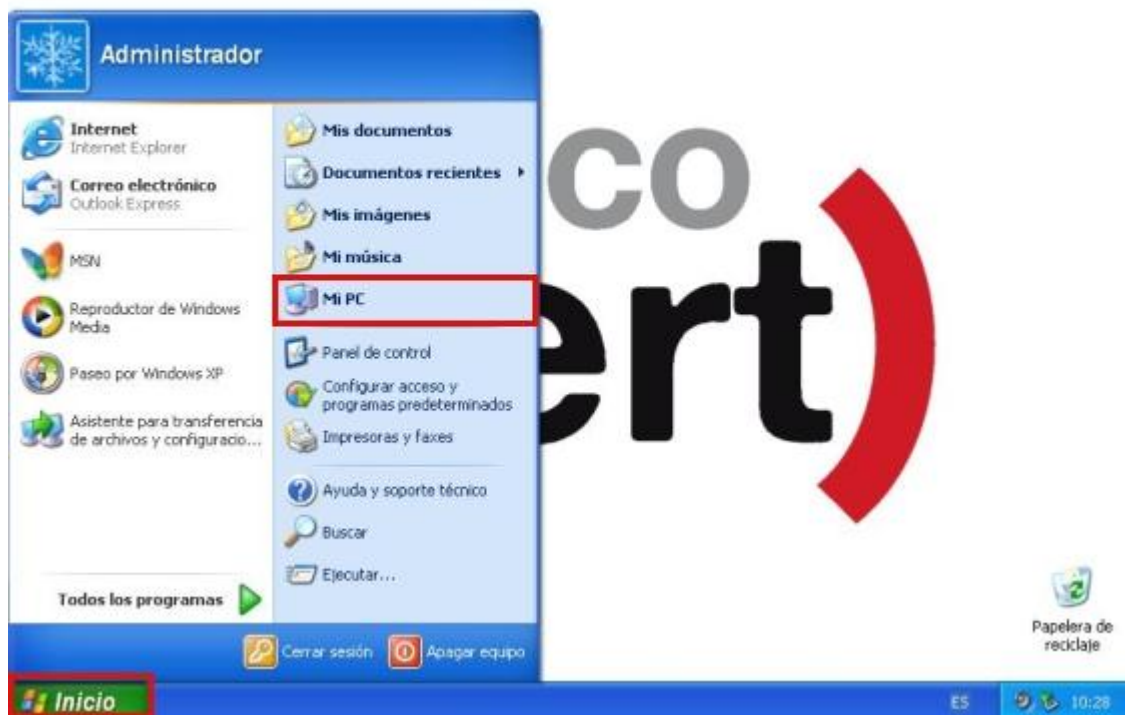 Administrador
Internet
Internet Explorer
Correo electrónico
Outlook Express
MSN
Reproductor de Windows
Media
Paseo por Windows XP
Asistente para transferencia
de archivos y configuracio...
Todos los programas
Mis documentos
Documentos recientes
Mis imágenes
Mi música
Mi PC
Panel de control
Configurar acceso y
programas predeterminados
Impresoras y faxes
Ayuda y soporte técnico
Buscar
Ejecutar...
Cerrar sesión
Apagar equipo
co
ert)
Papelera de
reciclaje
Inicio
ES
10:28